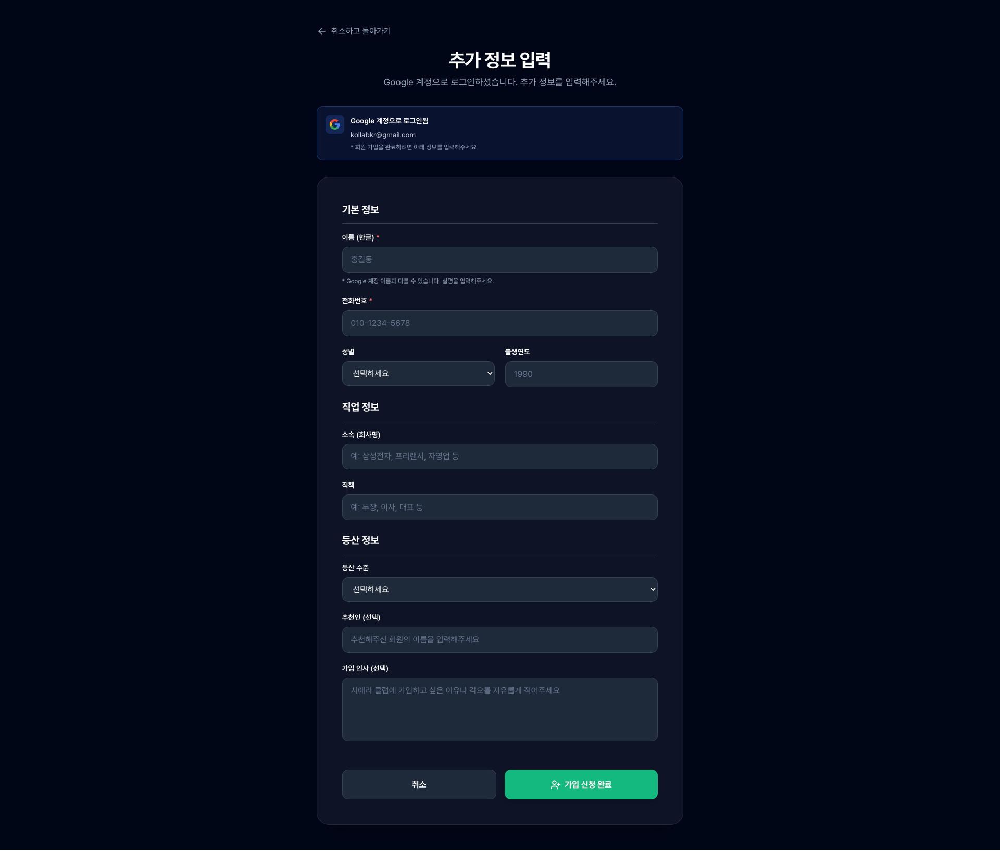 취소하고 돌아가기
추가 정보 입력
Google 계정으로 로그인하셨습니다. 추가 정보를 입력해주세요.
Google 계정으로 로그인됨
kollabkr@gmail.com
* 회원 가입을 완료하려면 아래 정보를 입력해주세요
기본 정보
이름 (한글) *
홍길동
* Google 계정 이름과 다를 수 있습니다. 실명을 입력해주세요.
전화번호 *
010-1234-5678
성별
출생연도
선택하세요
1990
직업 정보
소속 (회사명)
예: 삼성전자, 프리랜서, 자영업 등
직책
예: 부장, 이사, 대표 등
등산 정보
등산 수준
선택하세요
추천인 (선택)
추천해주신 회원의 이름을 입력해주세요
가입 인사 (선택)
시애라 클럽에 가입하고 싶은 이유나 각오를 자유롭게 적어주세요
취소
가입 신청 완료